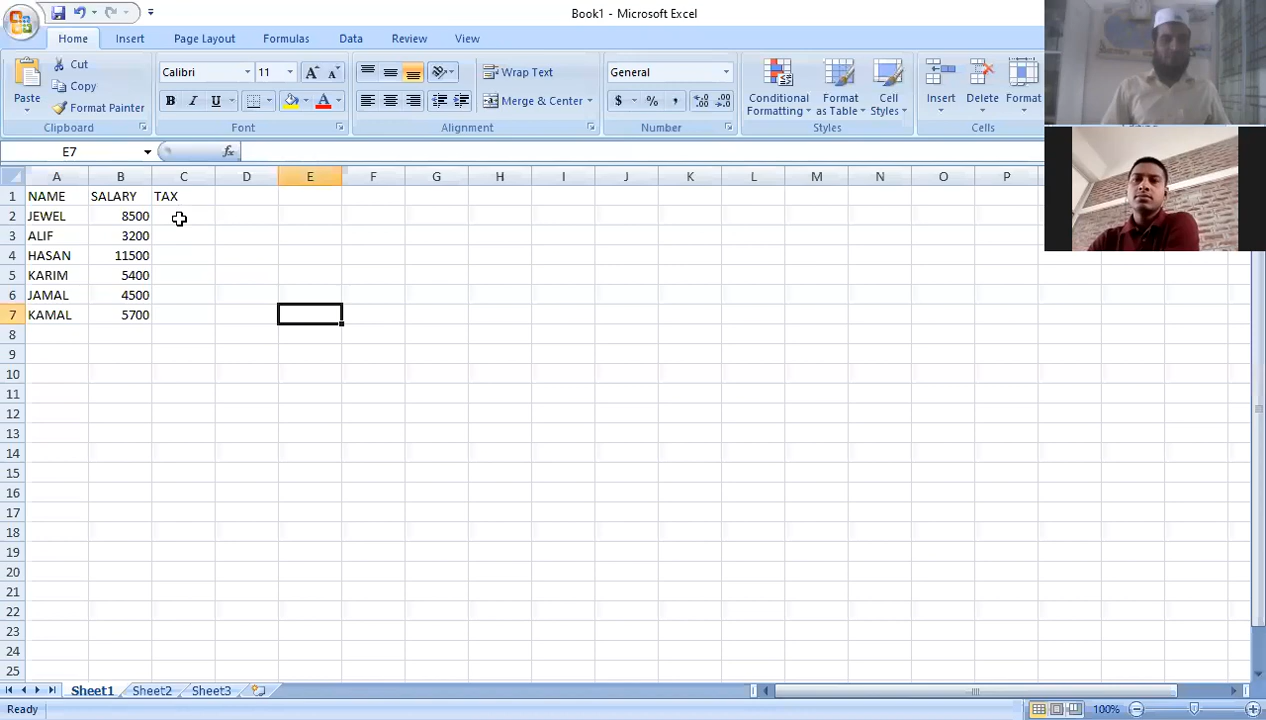 Book1 - Microsoft Excel
Home Insert Page Layout Formulas Data Review View
Cut
Copy
Format Painter
Paste
Clipboard
Calibri 11
B I U A
Font
Wrap Text
Merge & Center
Alignment
General
$ % ,
Number
Conditional Formatting
Format as Table
Cell Styles
Styles
Insert Delete Format
Cells
E7 fx
A B C D E F G H I J K L M N O P
1 NAME SALARY TAX
2 JEWEL 8500
3 ALIF 3200
4 HASAN 11500
5 KARIM 5400
6 JAMAL 4500
7 KAMAL 5700
8
9
10
11
12
13
14
15
16
17
18
19
20
21
22
23
24
25
Sheet1 Sheet2 Sheet3
Ready 100%